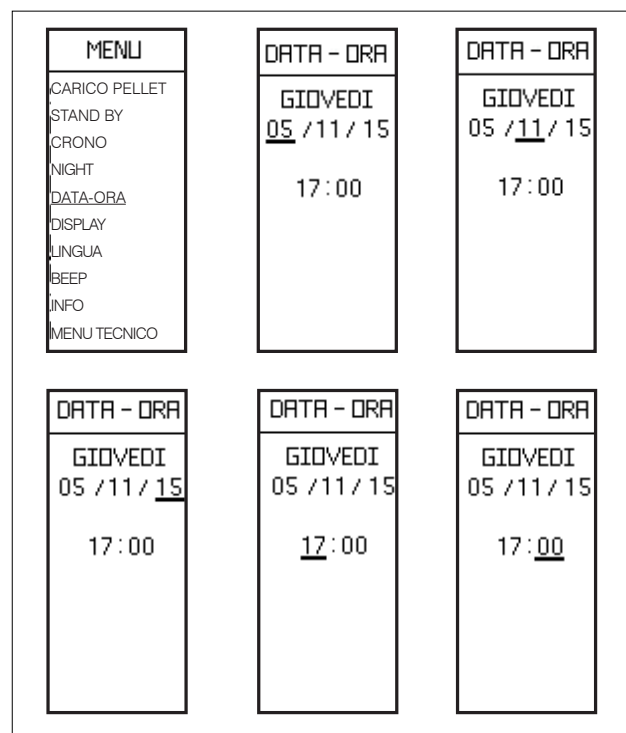 MENU
CARICO PELLET
STAND BY
CRONO
NIGHT
DATA-ORA
DISPLAY
LINGUA
BEEP
INFO
MENU TECNICO
DATA - ORA
GIOVEDI
05 /11/ 15
17:00
DATA - ORA
GIOVEDI
05 /11/ 15
17:00
DATA - ORA
GIOVEDI
05 /11/ 15
17:00
DATA - ORA
GIOVEDI
05 /11/ 15
17:00
DATA - ORA
GIOVEDI
05 /11/ 15
17:00